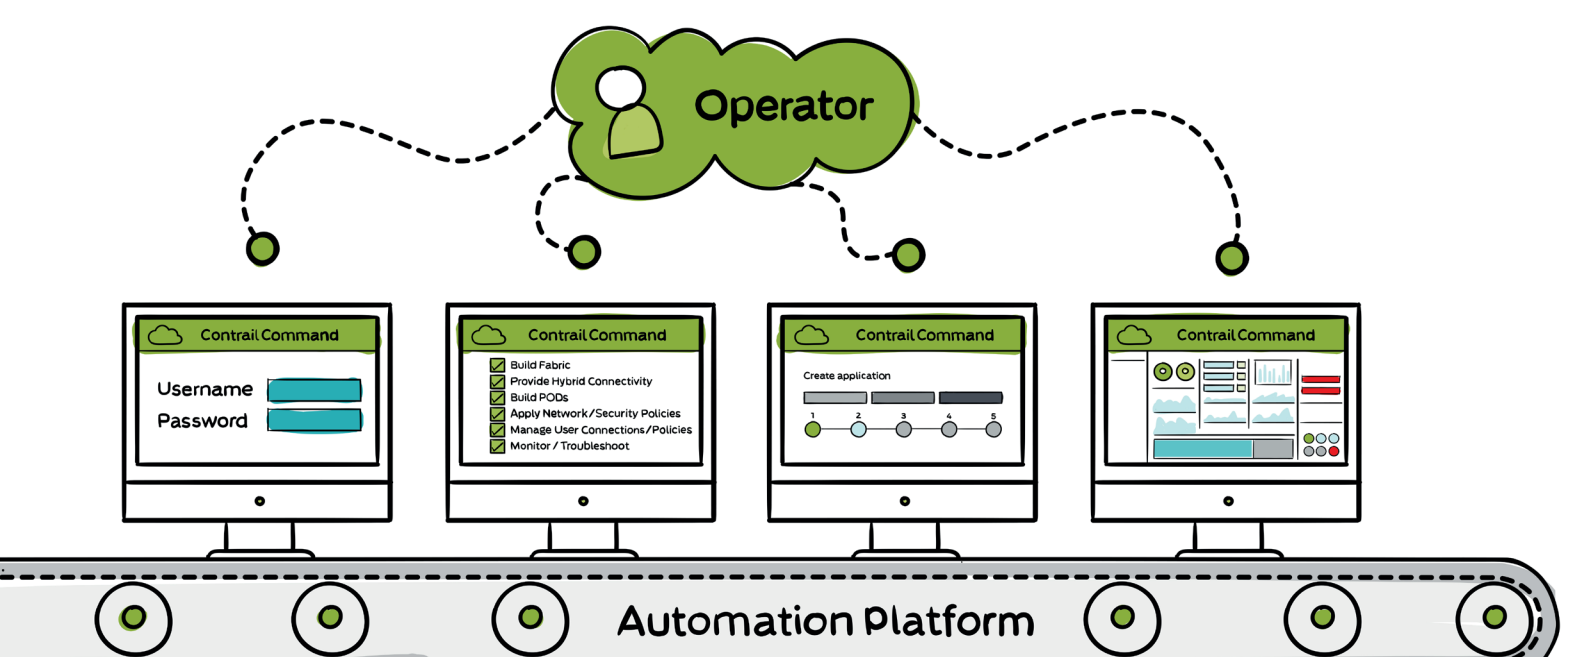 Operator
Contrail Command
Username
Password
Contrail Command
Build Fabric
Provide Hybrid Connectivity
Build PODs
Apply Network/Security Policies
Manage User Connections/Policies
Monitor / Troubleshoot
Contrail Command
Create application
1 2 3 4 5
Contrail Command
Automation Platform